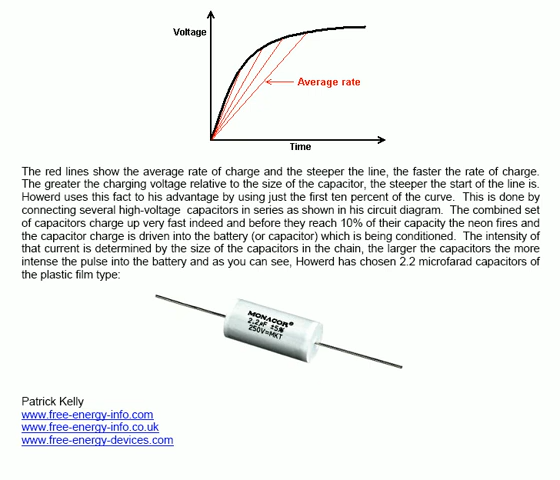 Voltage
Average rate
Time
The red lines show the average rate of charge and the steeper the line, the faster the rate of charge.
The greater the charging voltage relative to the size of the capacitor, the steeper the start of the line is.
Howerd uses this fact to his advantage by using just the first ten percent of the curve. This is done by
connecting several high-voltage capacitors in series as shown in his circuit diagram. The combined set
of capacitors charge up very fast indeed and before they reach 10% of their capacity the neon fires and
the capacitor charge is driven into the battery (or capacitor) which is being conditioned. The intensity of
that current is determined by the size of the capacitors in the chain, the larger the capacitors the more
intense the pulse into the battery and as you can see, Howerd has chosen 2.2 microfarad capacitors of
the plastic film type:
MONACOR®
2,2µF ±5%
250V=MKT
Patrick Kelly
www.free-energy-info.com
www.free-energy-info.co.uk
www.free-energy-devices.com